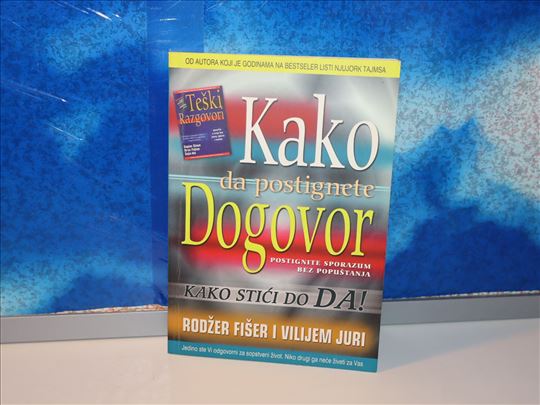 OD AUTORA KOJI JE GODINAMA NA BESTSELER LISTI NJUJORK TAJMSA
Teški
Razgovori
Kako
da postignete
Dogovor
POSTIGNITE SPORAZUM
BEZ POPUŠTANJA
KAKO STIĆI DO DA!
RODŽER FIŠER I VILIJEM JURI
Jedino ste Vi odgovorni za sopstveni život. Niko drugi ga neće živeti za Vas